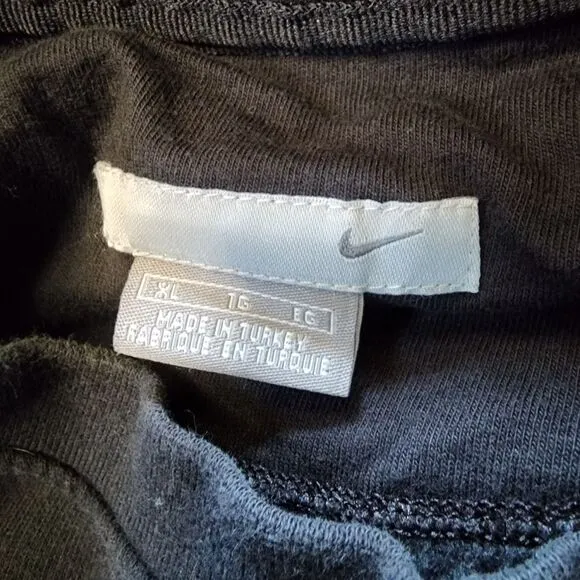 XL TG EG
MADE IN TURKEY
FABRIQUE EN TURQUIE